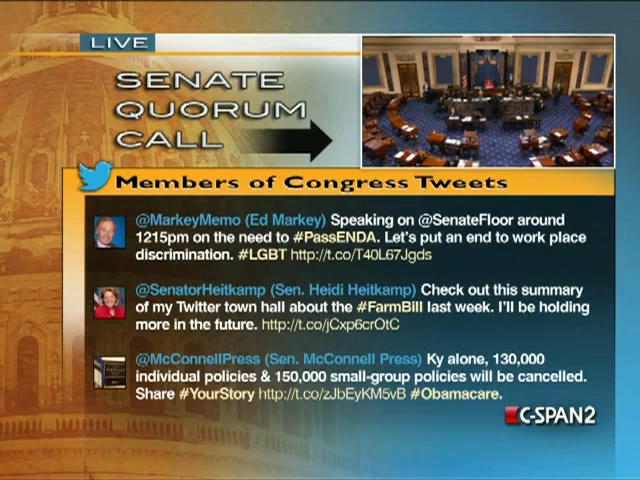 LIVE
SENATE
QUORUM
CALL
Members of Congress Tweets
@MarkeyMemo (Ed Markey) Speaking on @SenateFloor around
1215pm on the need to #PassENDA. Let's put an end to work place
discrimination. #LGBT http://t.co/T40L67Jgds
@SenatorHeitkamp (Sen. Heidi Heitkamp) Check out this summary
of my Twitter town hall about the #FarmBill last week. I'll be holding
more in the future. http://t.co/jCxp6crOtC
@McConnellPress (Sen. McConnell Press) Ky alone, 130,000
individual policies & 150,000 small-group policies will be cancelled.
Share #YourStory http://t.co/zJbEyKM5vB #Obamacare.
C-SPAN2